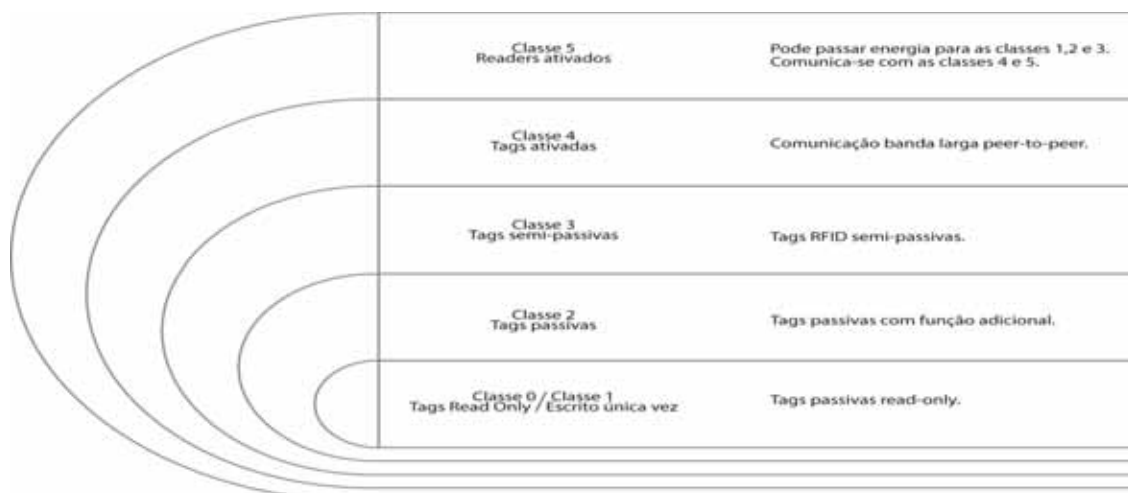 Classe 5
Readers ativados
Pode passar energia para as classes 1,2 e 3.
Comunica-se com as classes 4 e 5.
Classe 4
Tags ativadas
Comunicação banda larga peer-to-peer.
Classe 3
Tags semi-passivas
Tags RFID semi-passivas.
Classe 2
Tags passivas
Tags passivas com função adicional.
Classe 0 / Classe 1
Tags Read Only / Escrito única vez
Tags passivas read-only.